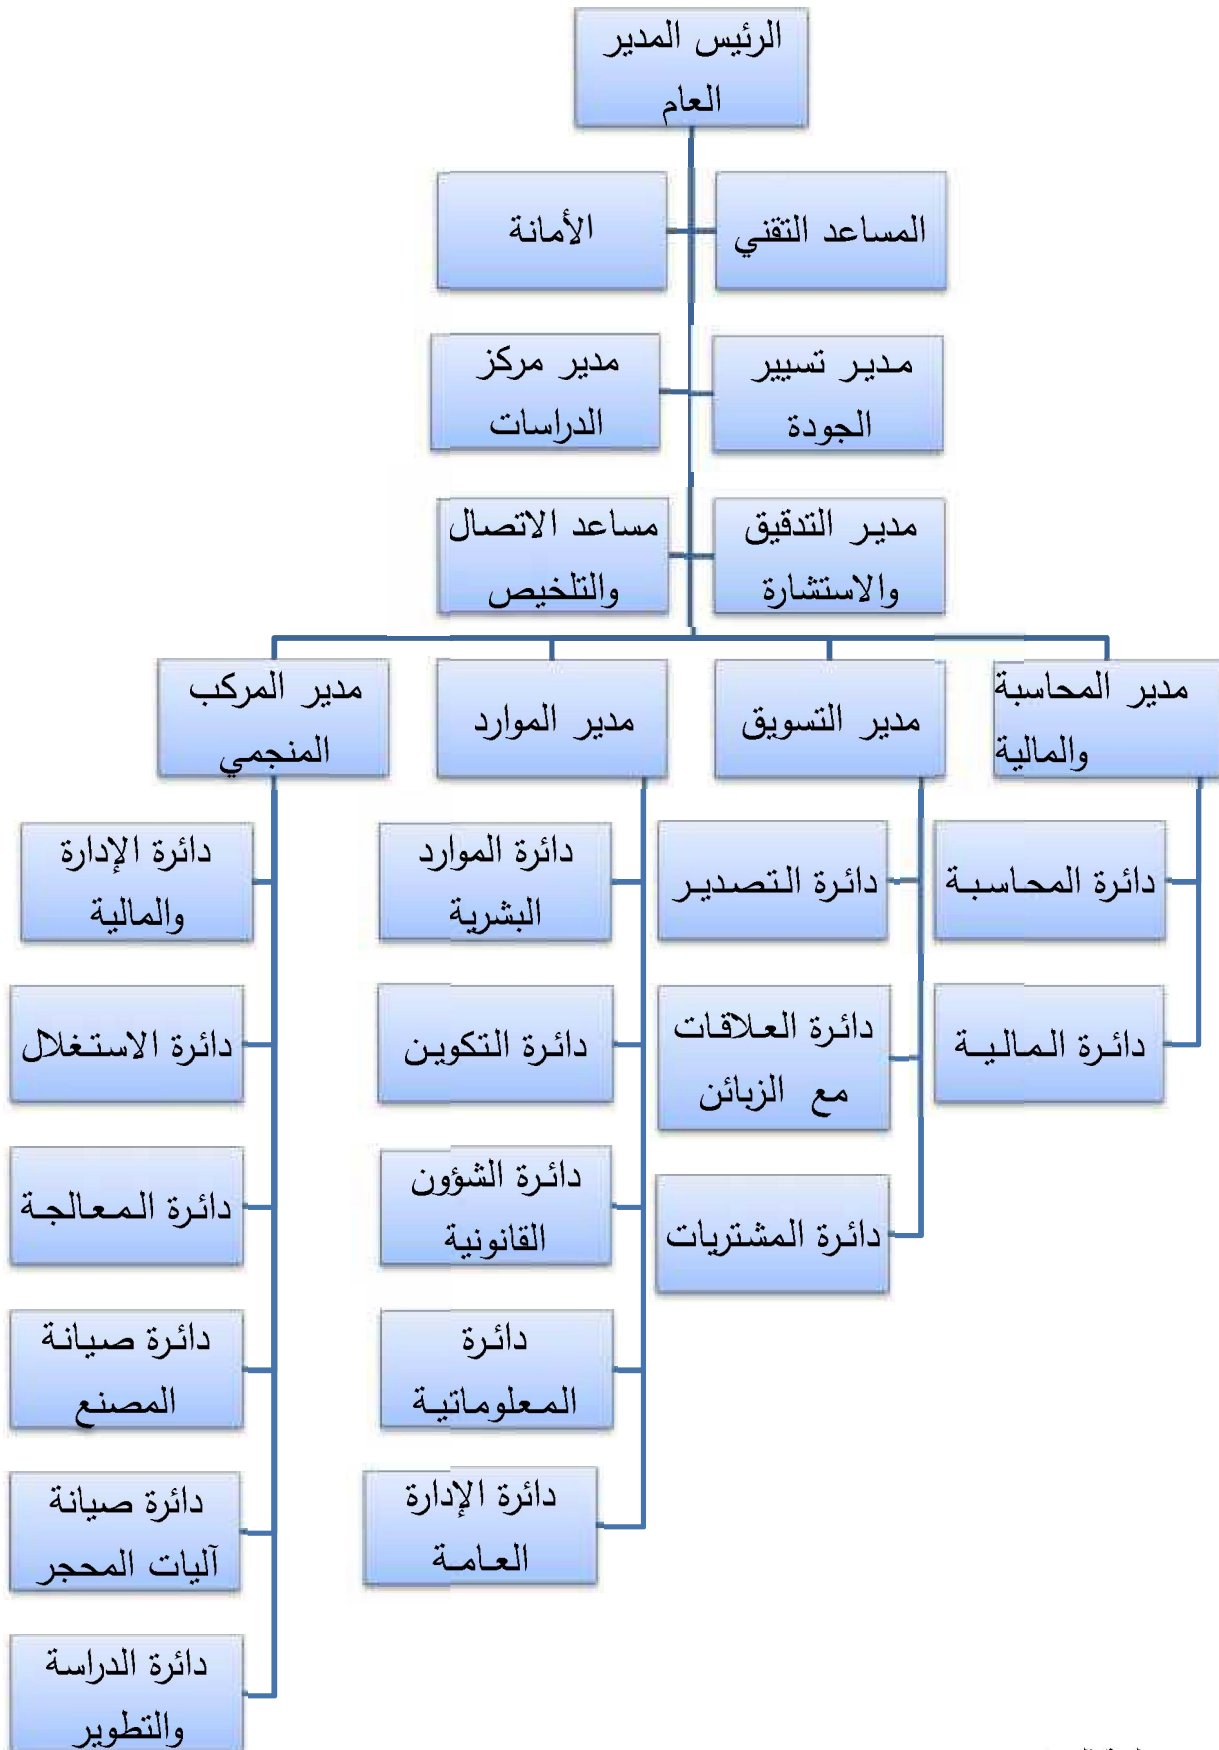 الرئيس المدير
العام
المساعد التقني
الأمانة
مدير تسيير
الجودة
مدير مركز
الدراسات
مدير التدقيق
والاستشارة
مساعد الاتصال
والتلخيص
مدير المحاسبة
والمالية
مدير التسويق
مدير الموارد
مدير المركب
المنجمي
دائرة المحاسبة
دائرة المالية
دائرة التصدير
دائرة العلاقات
مع الزبائن
دائرة المشتريات
دائرة الموارد
البشرية
دائرة التكوين
دائرة الشؤون
القانونية
دائرة
المعلوماتية
دائرة الإدارة
العامة
دائرة الإدارة
والمالية
دائرة الاستغلال
دائرة المعالجة
دائرة صيانة
المصنع
دائرة صيانة
آليات المحجر
دائرة الدراسة
والتطوير